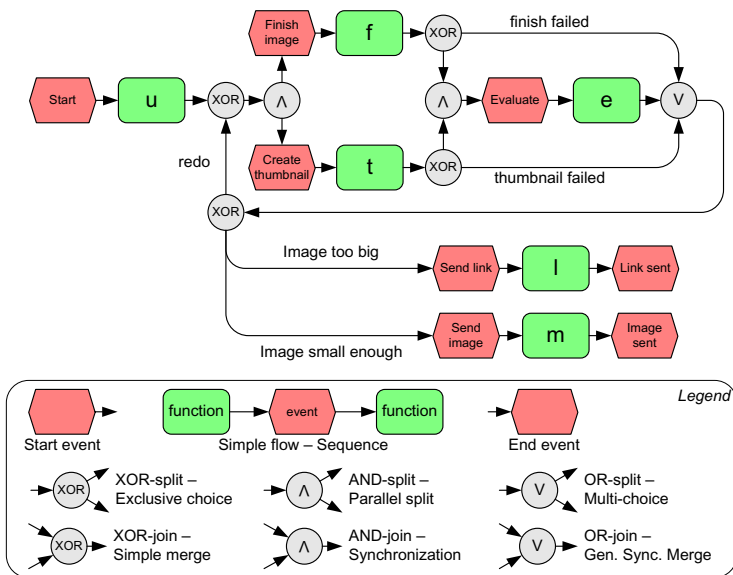 Finish
image
f
XOR
finish failed
Start
u
XOR
Λ
Λ
Evaluate
e
V
redo
Create
thumbnail
t
XOR
thumbnail failed
XOR
Image too big
Send link
l
Link sent
Image small enough
Send
image
m
Image
sent
Legend
function
event
function
Start event
Simple flow – Sequence
End event
XOR
XOR-split –
Exclusive choice
Λ
AND-split –
Parallel split
V
OR-split –
Multi-choice
XOR
XOR-join –
Simple merge
Λ
AND-join –
Synchronization
V
OR-join –
Gen. Sync. Merge